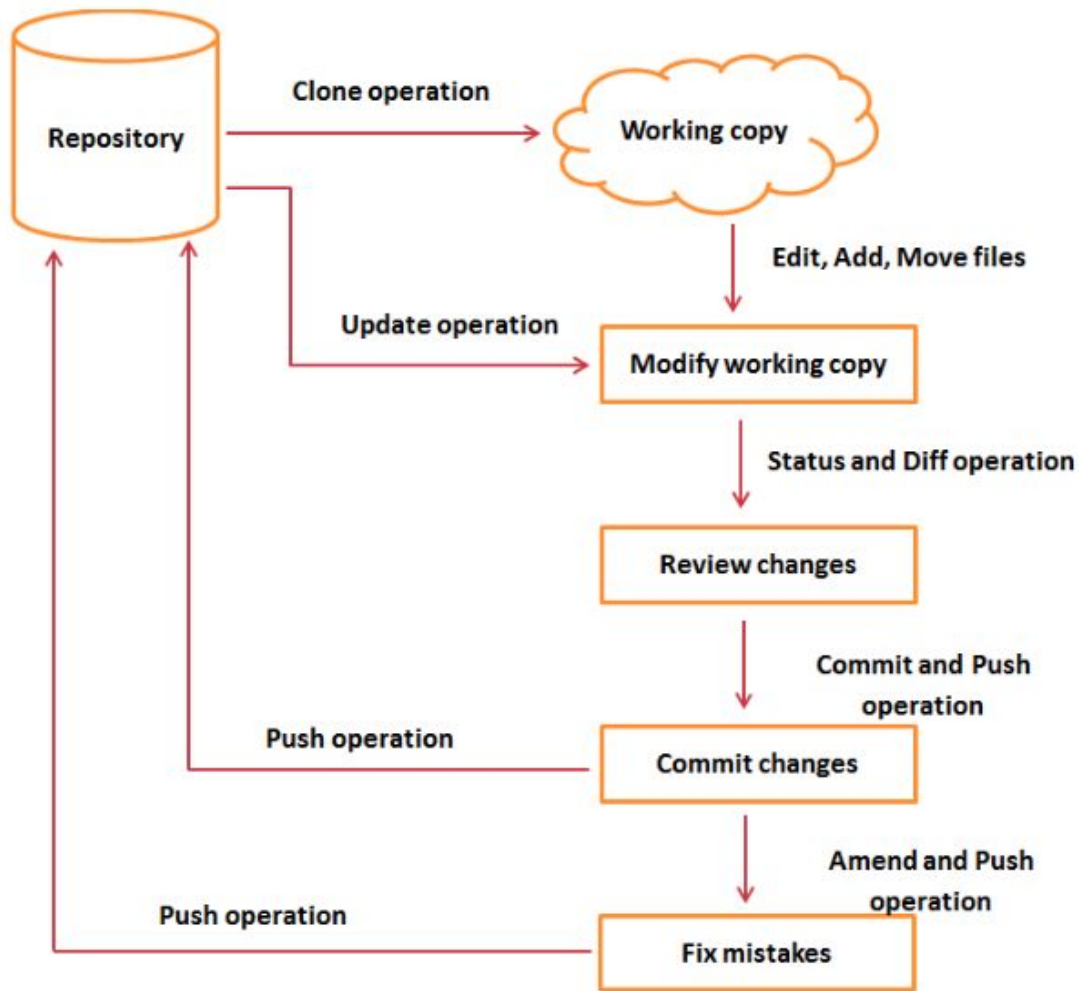 Clone operation
Repository
Working copy
Edit, Add, Move files
Update operation
Modify working copy
Status and Diff operation
Review changes
Commit and Push
operation
Push operation
Commit changes
Amend and Push
operation
Push operation
Fix mistakes